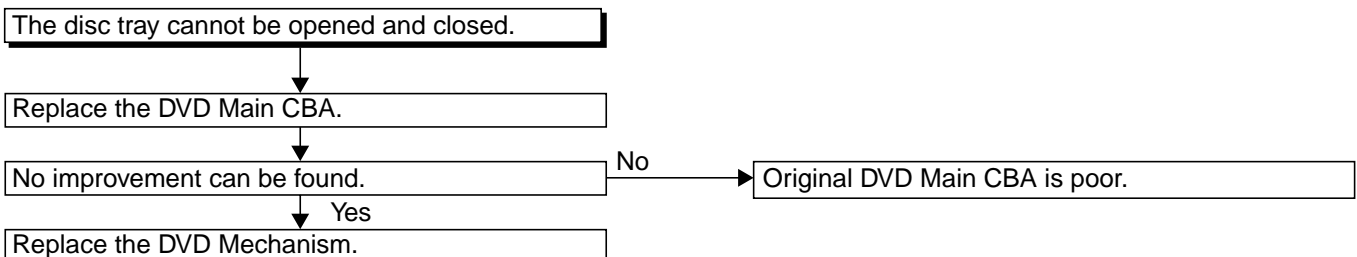 The disc tray cannot be opened and closed.
Replace the DVD Main CBA.
No improvement can be found.
No
Original DVD Main CBA is poor.
Yes
Replace the DVD Mechanism.